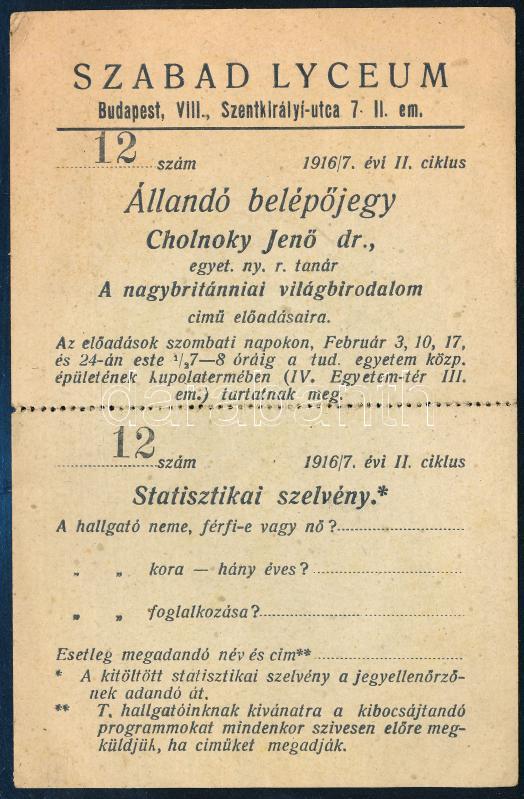 SZABAD LYCEUM
Budapest, VIII., Szentkirályi-utca 7. II. em.
12 szám 1916/7. évi II. ciklus
Állandó belépőjegy
Cholnoky Jenő dr.,
egyet. ny. r. tanár
A nagybritánniai világbirodalom
cimű előadásaira.
Az előadások szombati napokon, Február 3, 10, 17,
és 24-án este ½7—8 óráig a tud. egyetem közp.
épületének kupolatermében (IV. Egyetem-tér III.
em.) tartatnak meg.
darabanth
12 szám 1916/7. évi II. ciklus
Statisztikai szelvény.*
A hallgató neme, férfi-e vagy nő?
„ „ kora — hány éves?
„ „ foglalkozása?
Esetleg megadandó név és cim**
* A kitöltött statisztikai szelvény a jegyellenőrző-
nek adandó át.
** T. hallgatóinknak kivánatra a kibocsájtandó
programmokat mindenkor szivesen előre meg-
küldjük, ha cimüket megadják.